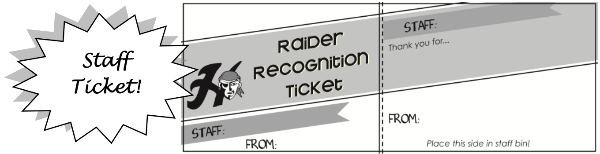 Staff
Ticket!
Raider
Recognition
Ticket
H
STAFF:
FROM:
STAFF:
Thank you for...
FROM:
Place this side in staff bin!